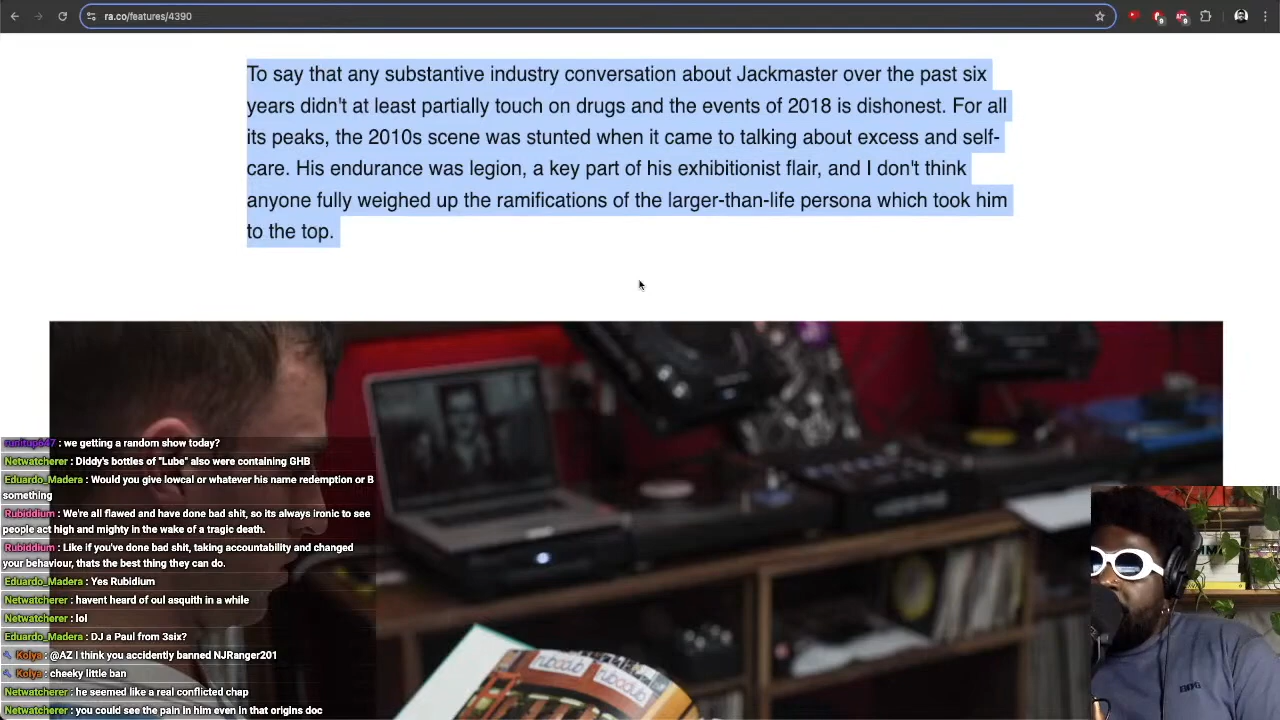 ra.co/features/4390
To say that any substantive industry conversation about Jackmaster over the past six
years didn't at least partially touch on drugs and the events of 2018 is dishonest. For all
its peaks, the 2010s scene was stunted when it came to talking about excess and self-
care. His endurance was legion, a key part of his exhibitionist flair, and I don't think
anyone fully weighed up the ramifications of the larger-than-life persona which took him
to the top.
: we getting a random show today?
Netwatcherer : Diddy's bottles of "Lube" also were containing GHB
Eduardo_Madera : Would you give lowcal or whatever his name redemption or B
something
Rubiddium : We're all flawed and have done bad shit, so its always ironic to see
people act high and mighty in the wake of a tragic death.
Rubiddium : Like if you've done bad shit, taking accountability and changed
your behaviour, thats the best thing they can do.
Eduardo_Madera : Yes Rubidium
Netwatcherer : havent heard of oul asquith in a while
Netwatcherer : lol
Eduardo_Madera : DJ a Paul from 3six?
Kolya : @AZ I think you accidently banned NJRanger201
Kolya : cheeky little ban
Netwatcherer : he seemed like a real conflicted chap
Netwatcherer : you could see the pain in him even in that origins doc